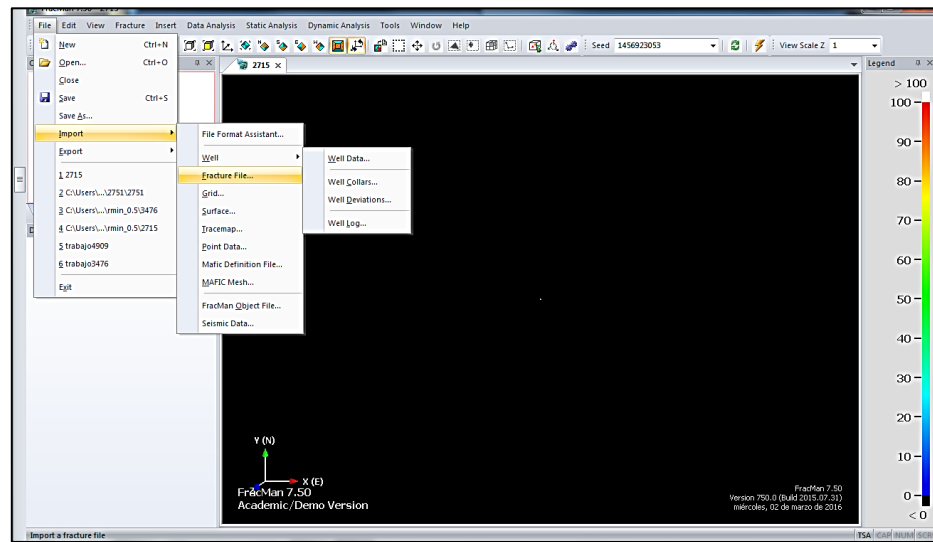 File Edit View Fracture Insert Data Analysis Static Analysis Dynamic Analysis Tools Window Help
New Ctrl+N
Open... Ctrl+O
Close
Save Ctrl+S
Save As...
Import
Export
1 2715
2 C:\Users\...\2751\2751
3 C:\Users\...\rmin_0.5\3476
4 C:\Users\...\rmin_0.5\2715
5 trabajo4909
6 trabajo3476
Exit
File Format Assistant...
Well
Fracture File...
Grid...
Surface...
Tracemap...
Point Data...
Mafic Definition File...
MAFIC Mesh...
FracMan Object File...
Seismic Data...
Well Data...
Well Collars...
Well Deviations...
Well Log...
Seed 1456923053
View Scale Z 1
2715
Legend
> 100
100
90
80
70
60
50
40
30
20
10
0
< 0
Y (N)
X (E)
FracMan 7.50
Academic/Demo Version
FracMan 7.50
Version 750.0 (Build 2015.07.31)
miércoles, 02 de marzo de 2016
Import a fracture file
TSA CAP NUM SCR